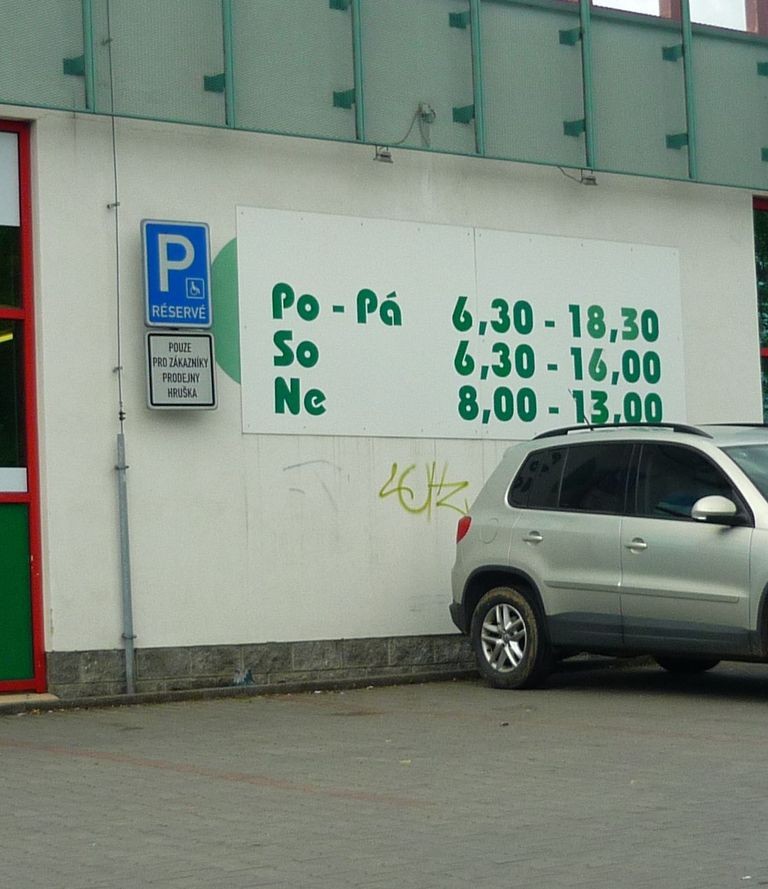 P
RÉSERVÉ
POUZE
PRO ZÁKAZNÍKY
PRODEJNY
HRUŠKA
Po - Pá 6,30 - 18,30
So 6,30 - 16,00
Ne 8,00 - 13,00